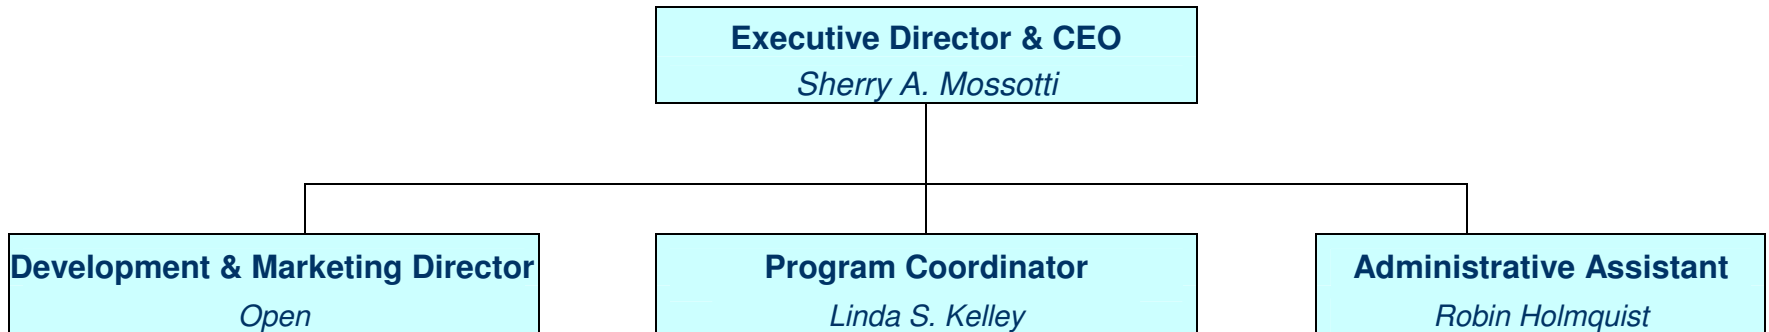 Executive Director & CEO
Sherry A. Mossotti
Development & Marketing Director
Open
Program Coordinator
Linda S. Kelley
Administrative Assistant
Robin Holmquist